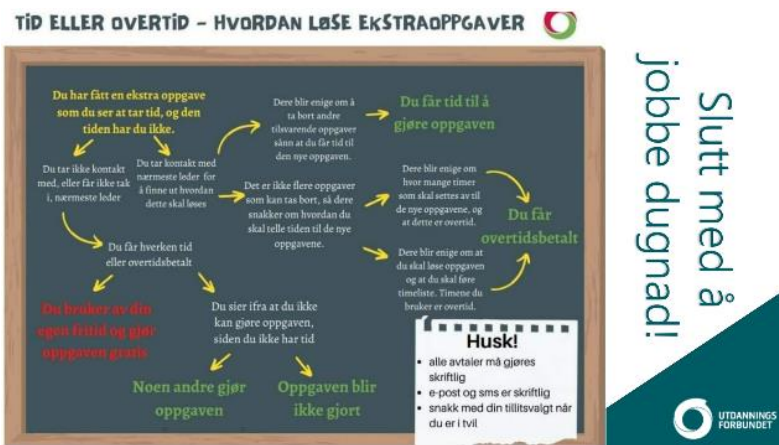 TID ELLER OVERTID - HVORDAN LØSE EKSTRAOPPGAVER
Du har fått en ekstra oppgave
som du ser at tar tid, og den
tiden har du ikke.
Dere blir enige om å
ta bort andre
tilsvarende oppgaver
sånn at du får tid til
den nye oppgaven.
Du får tid til å
gjøre oppgaven
Du tar ikke kontakt
med, eller får ikke tak
i, nærmeste leder
Du tar kontakt med
nærmeste leder for
å finne ut hvordan
dette skal løses
Det er ikke flere oppgaver
som kan tas bort, så dere
snakker om hvordan du
skal telle tiden til de nye
oppgavene.
Dere blir enige om
hvor mange timer
som skal settes av til
de nye oppgavene, og
at dette er overtid.
Du får
overtidsbetalt
Dere blir enige om at
du skal løse oppgaven
og at du skal føre
timeliste. Timene du
bruker er overtid.
Du får hverken tid
eller overtidsbetalt
Du bruker av din
egen fritid og gjør
oppgaven gratis
Du sier ifra at du ikke
kan gjøre oppgaven,
siden du ikke har tid
Noen andre gjør
oppgaven
Oppgaven blir
ikke gjort
Husk!
• alle avtaler må gjøres
skriftlig
• e-post og sms er skriftlig
• snakk med din tillitsvalgt når
du er i tvil
Slutt med å
jobbe dugnad!
UTDANNINGS
FORBUNDET